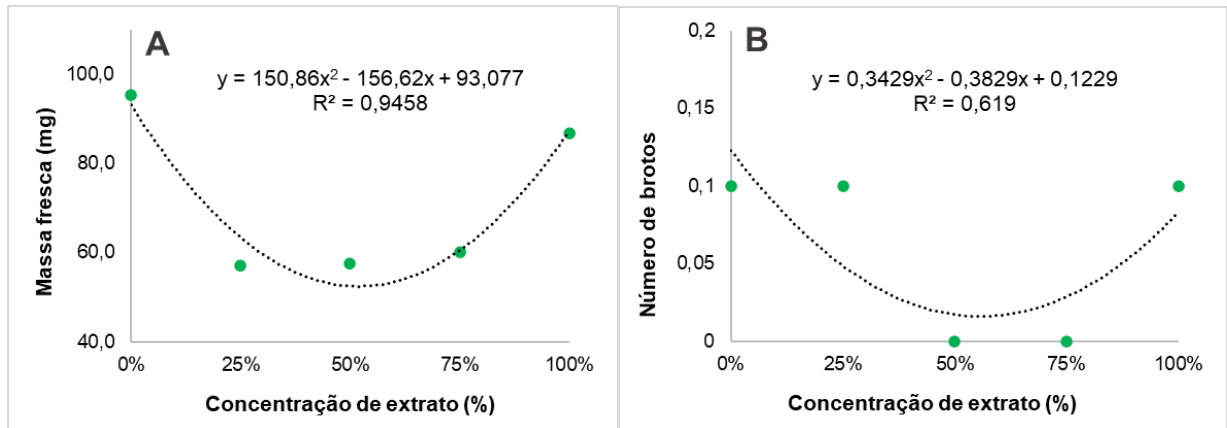 A
y = 150,86x² - 156,62x + 93,077
R² = 0,9458
100,0
80,0
60,0
40,0
Massa fresca (mg)
0% 25% 50% 75% 100%
Concentração de extrato (%)
B
y = 0,3429x² - 0,3829x + 0,1229
R² = 0,619
0,2
0,15
0,1
0,05
0
Número de brotos
0% 25% 50% 75% 100%
Concentração de extrato (%)